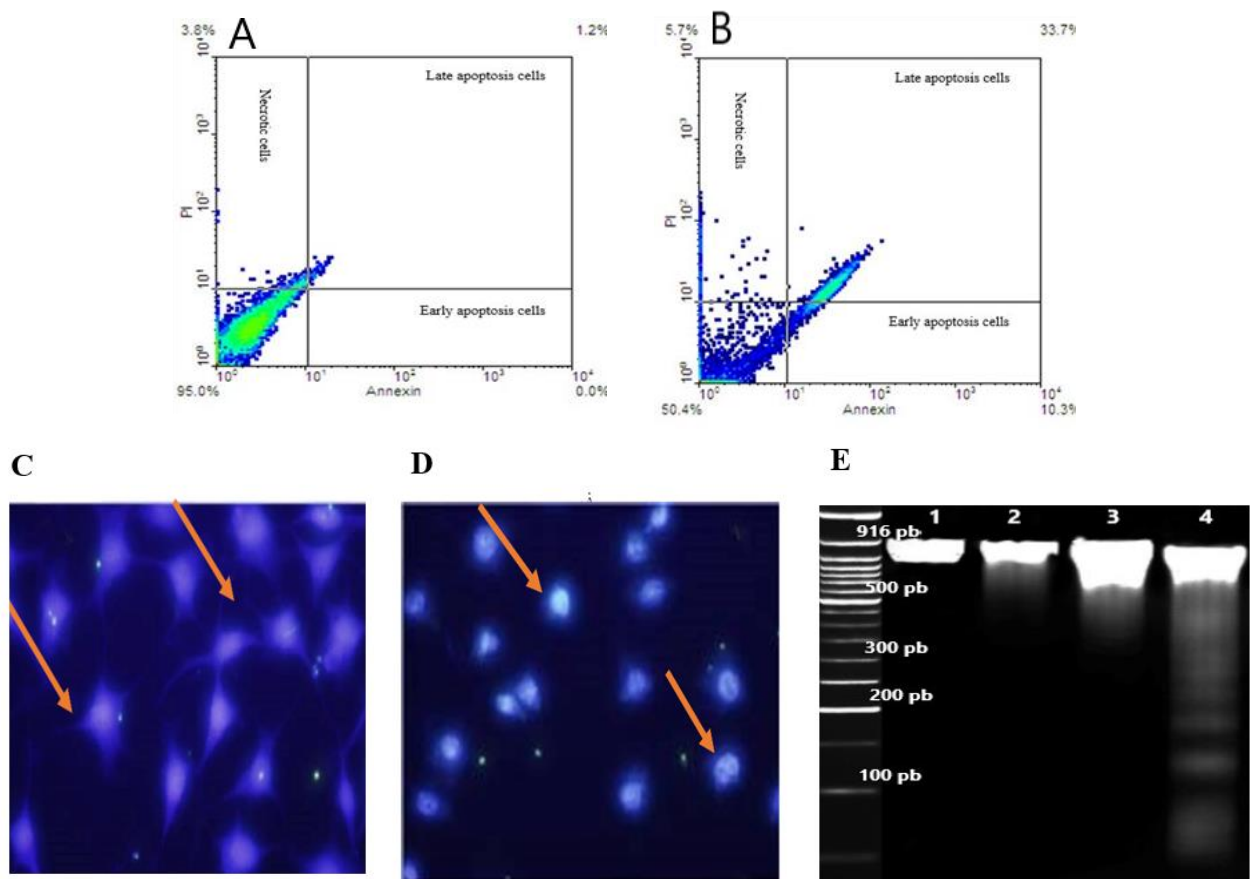 3.8%
A
1.2%
10⁴
10³
10²
10¹
10⁰
PI
Necrotic cells
Late apoptosis cells
Early apoptosis cells
10⁰
10¹
10²
10³
10⁴
95.0%
Annexin
0.0%
5.7%
B
33.7%
10⁴
10³
10²
10¹
10⁰
PI
Necrotic cells
Late apoptosis cells
Early apoptosis cells
10⁰
10¹
10²
10³
10⁴
50.4%
Annexin
10.3%
C
D
E
1 2 3 4
916 pb
500 pb
300 pb
200 pb
100 pb